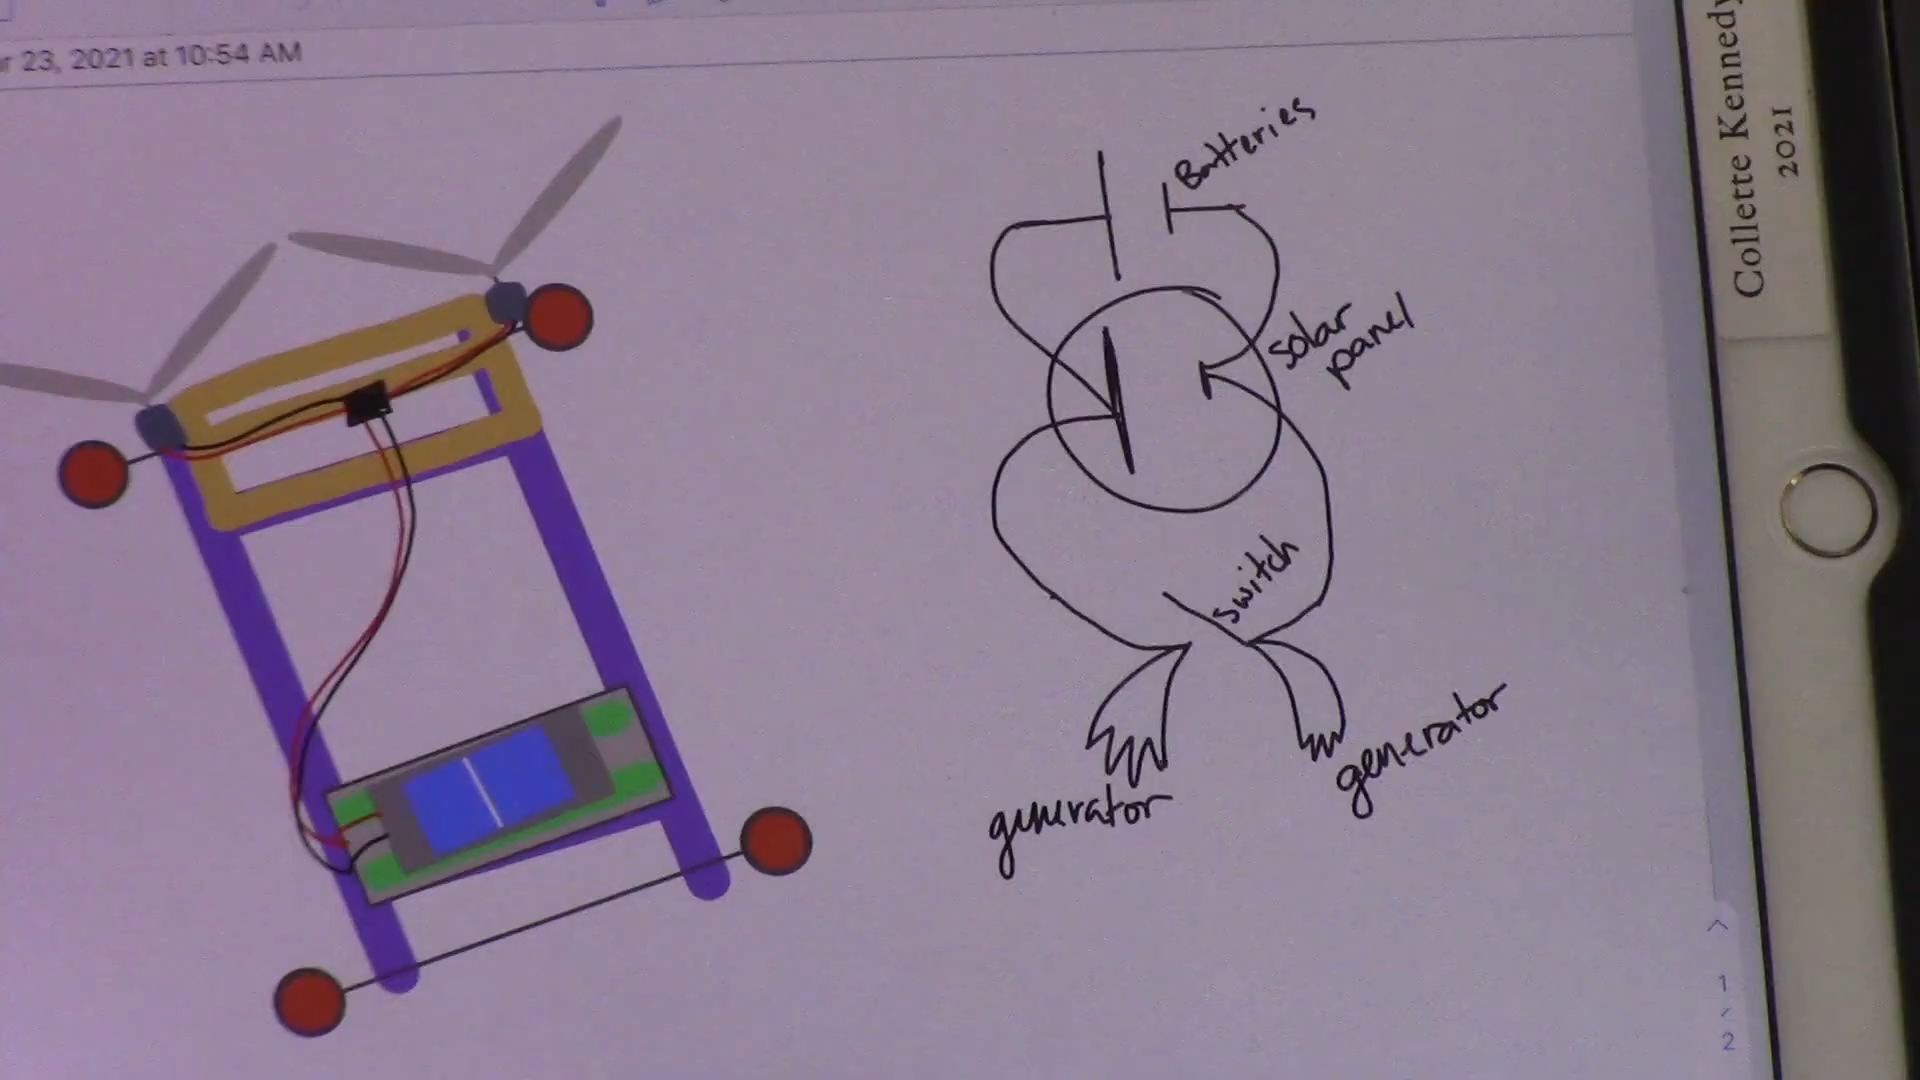 23, 2021 at 10:54 AM
Batteries
solar
panel
switch
generator
generator
Collette Kennedy
2021
1
/
2